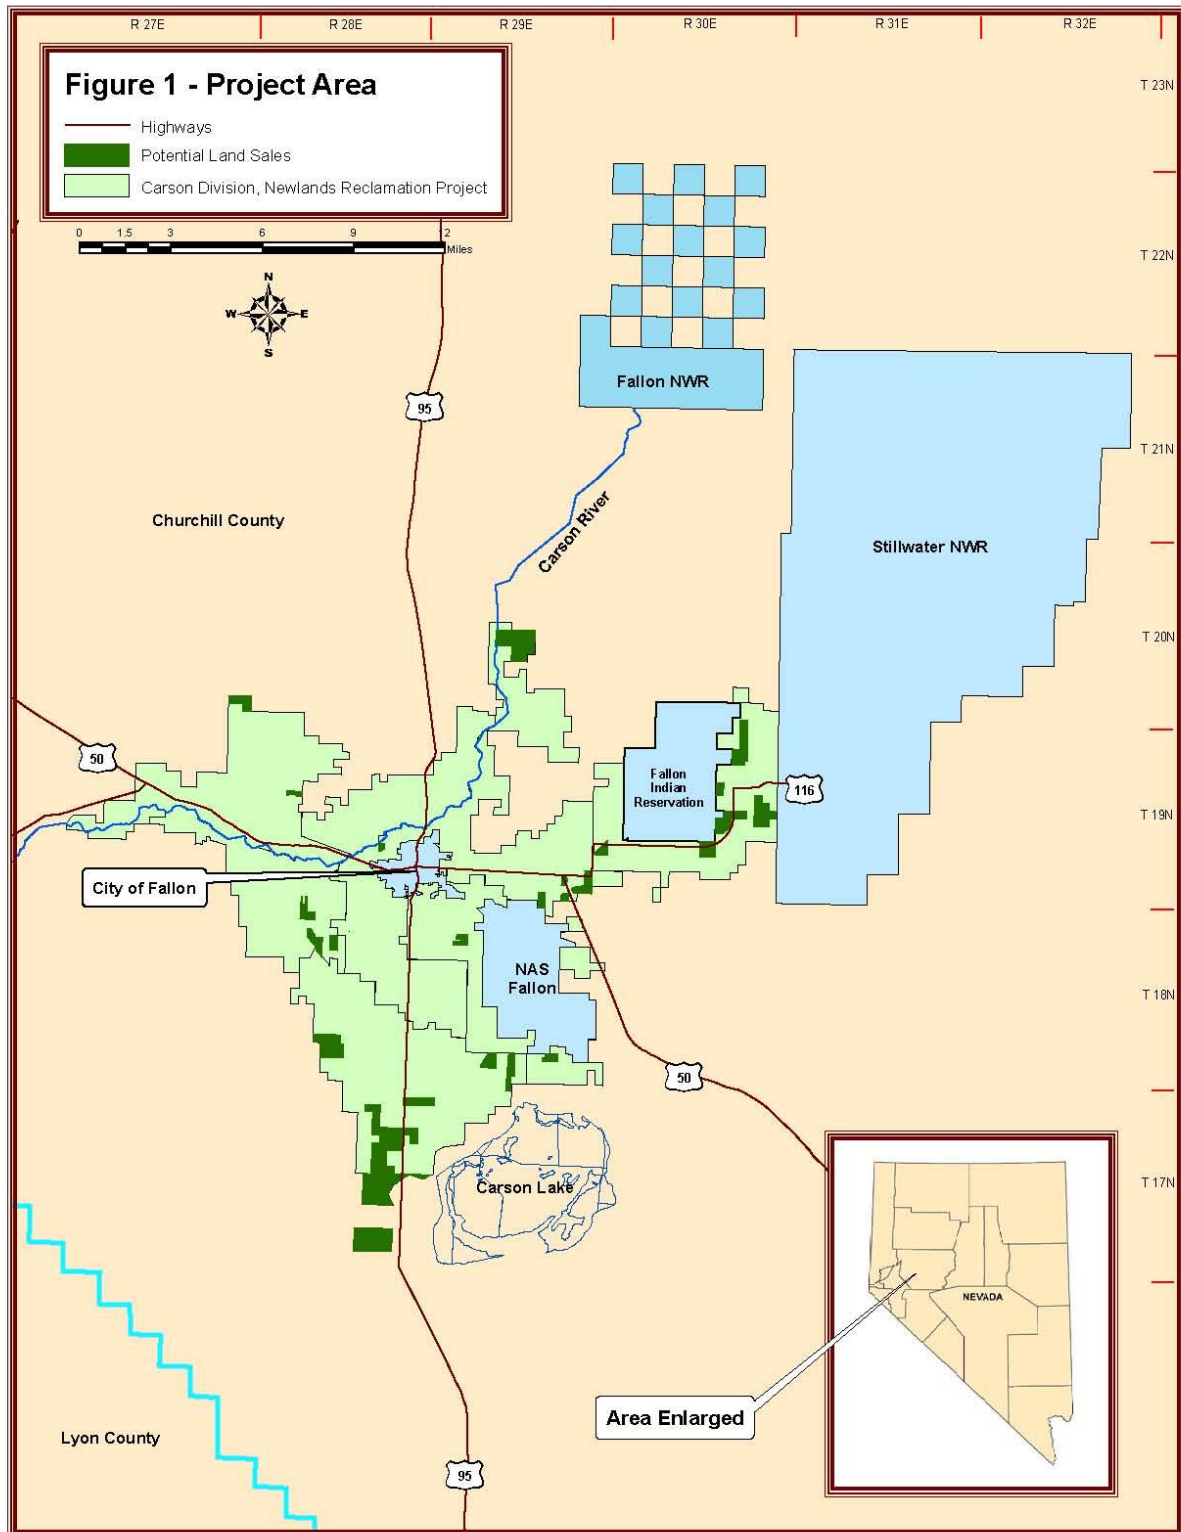 R 27E
R 28E
R 29E
R 30E
R 31E
R 32E
Figure 1 - Project Area
Highways
Potential Land Sales
Carson Division, Newlands Reclamation Project
0 1.5 3 6 9 2
Miles
N
W E
S
T 23N
T 22N
Fallon NWR
95
T 21N
Carson River
Churchill County
Stillwater NWR
T 20N
50
Fallon
Indian
Reservation
116
T 19N
City of Fallon
NAS
Fallon
T 18N
50
Carson Lake
T 17N
NEVADA
Area Enlarged
Lyon County
95